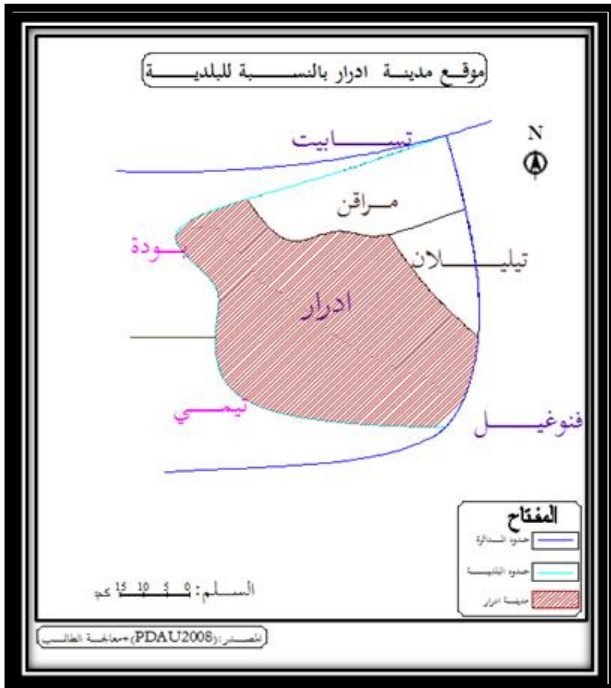 موقع مدينة ادرار بالنسبة للبلدية
تسابيت
N
مراقن
بودة
تيليلان
ادرار
تيمي
فنوغيل
المفتاح
حدود الدائرة
حدود البلدية
مدينة ادرار
السلم: 0 5 10 15 كم
المصدر:(PDAU2008)+معالجة الطالب